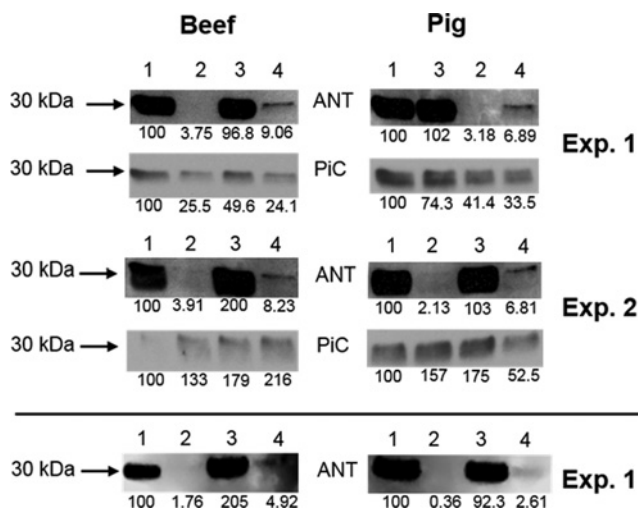 Beef Pig
1 2 3 4 1 3 2 4
30 kDa ANT
100 3.75 96.8 9.06 100 102 3.18 6.89
Exp. 1
30 kDa PiC
100 25.5 49.6 24.1 100 74.3 41.4 33.5
1 2 3 4 1 2 3 4
30 kDa ANT
100 3.91 200 8.23 100 2.13 103 6.81
Exp. 2
30 kDa PiC
100 133 179 216 100 157 175 52.5
1 2 3 4 1 2 3 4
30 kDa ANT Exp. 1
100 1.76 205 4.92 100 0.36 92.3 2.61